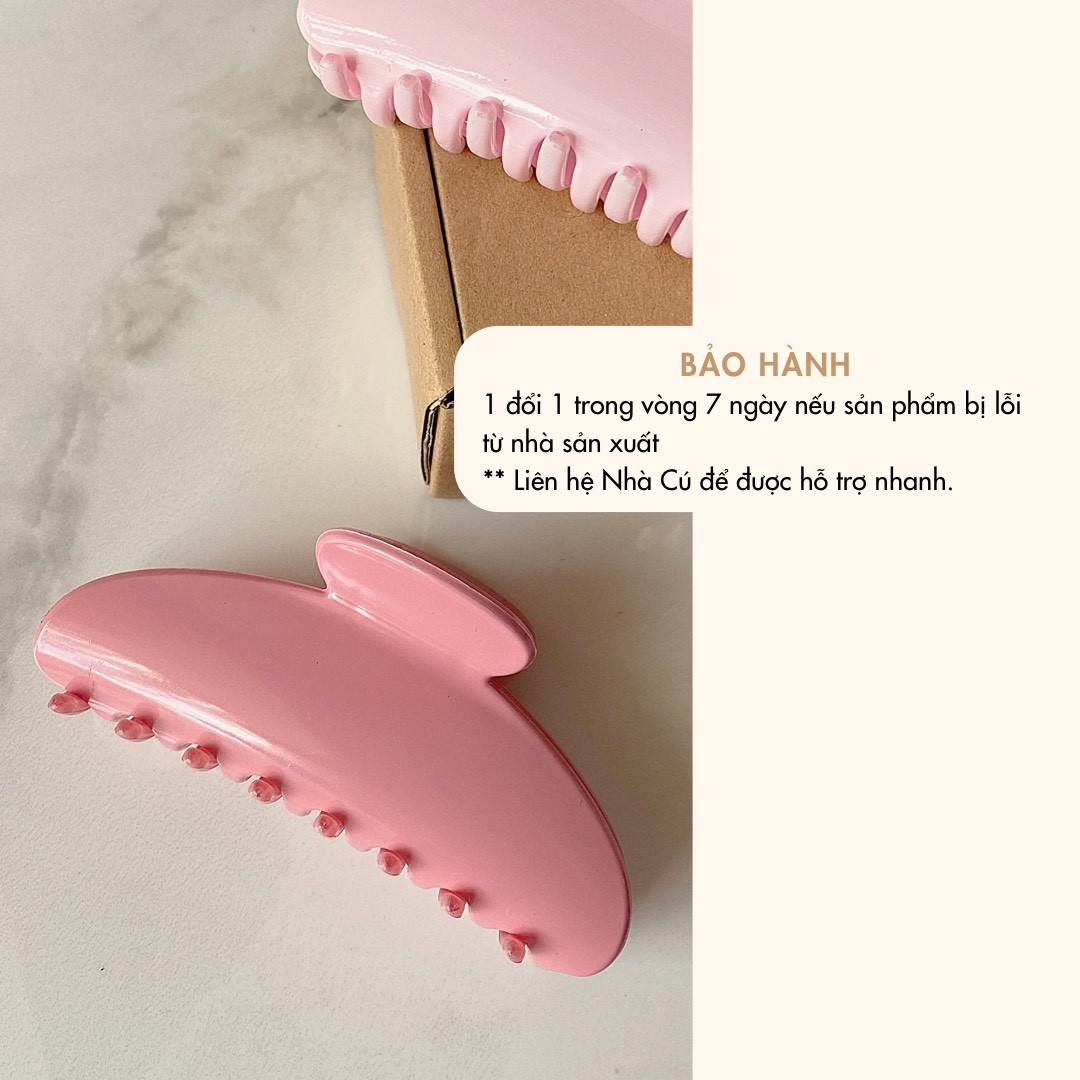 BẢO HÀNH
1 đổi 1 trong vòng 7 ngày nếu sản phẩm bị lỗi
từ nhà sản xuất
** Liên hệ Nhà Cú để được hỗ trợ nhanh.